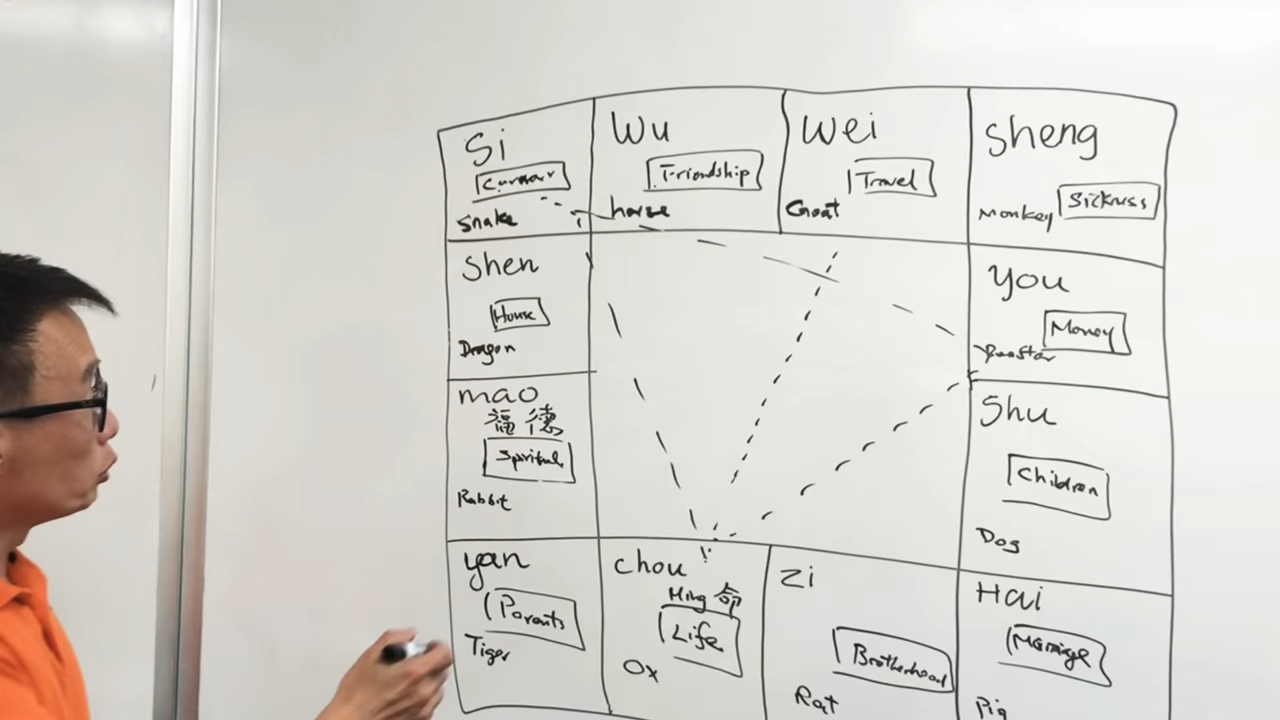 Si
Carear
Snake
Wu
Friendship
horse
Wei
Travel
Goat
Sheng
Sickness
Monkey
Shen
House
Dragon
you
Money
Rooster
mao
福德
Spiritual
Rabbit
Shu
Children
Dog
yan
Parents
Tiger
chou
Ming 命
Life
Ox
Zi
Brotherhood
Rat
Hai
Marriage
Pig